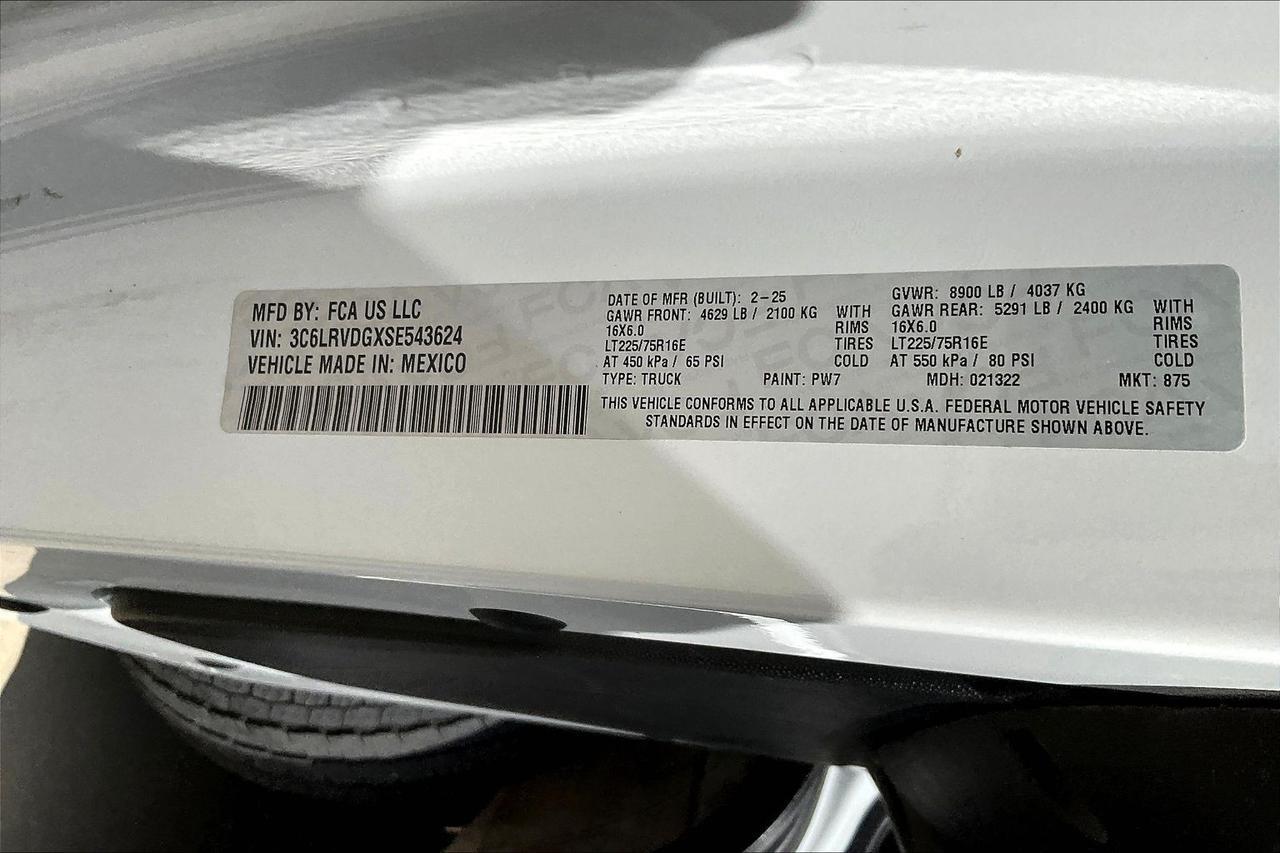 MFD BY: FCA US LLC
VIN: 3C6LRVDGXSE543624
VEHICLE MADE IN: MEXICO
DATE OF MFR (BUILT): 2-25
GAWR FRONT: 4629 LB / 2100 KG WITH
16X6.0 RIMS
LT225/75R16E TIRES
AT 450 kPa / 65 PSI COLD
GVWR: 8900 LB / 4037 KG
GAWR REAR: 5291 LB / 2400 KG WITH
16X6.0 RIMS
LT225/75R16E TIRES
AT 550 kPa / 80 PSI COLD
TYPE: TRUCK PAINT: PW7 MDH: 021322 MKT: 875
THIS VEHICLE CONFORMS TO ALL APPLICABLE U.S.A. FEDERAL MOTOR VEHICLE SAFETY
STANDARDS IN EFFECT ON THE DATE OF MANUFACTURE SHOWN ABOVE.